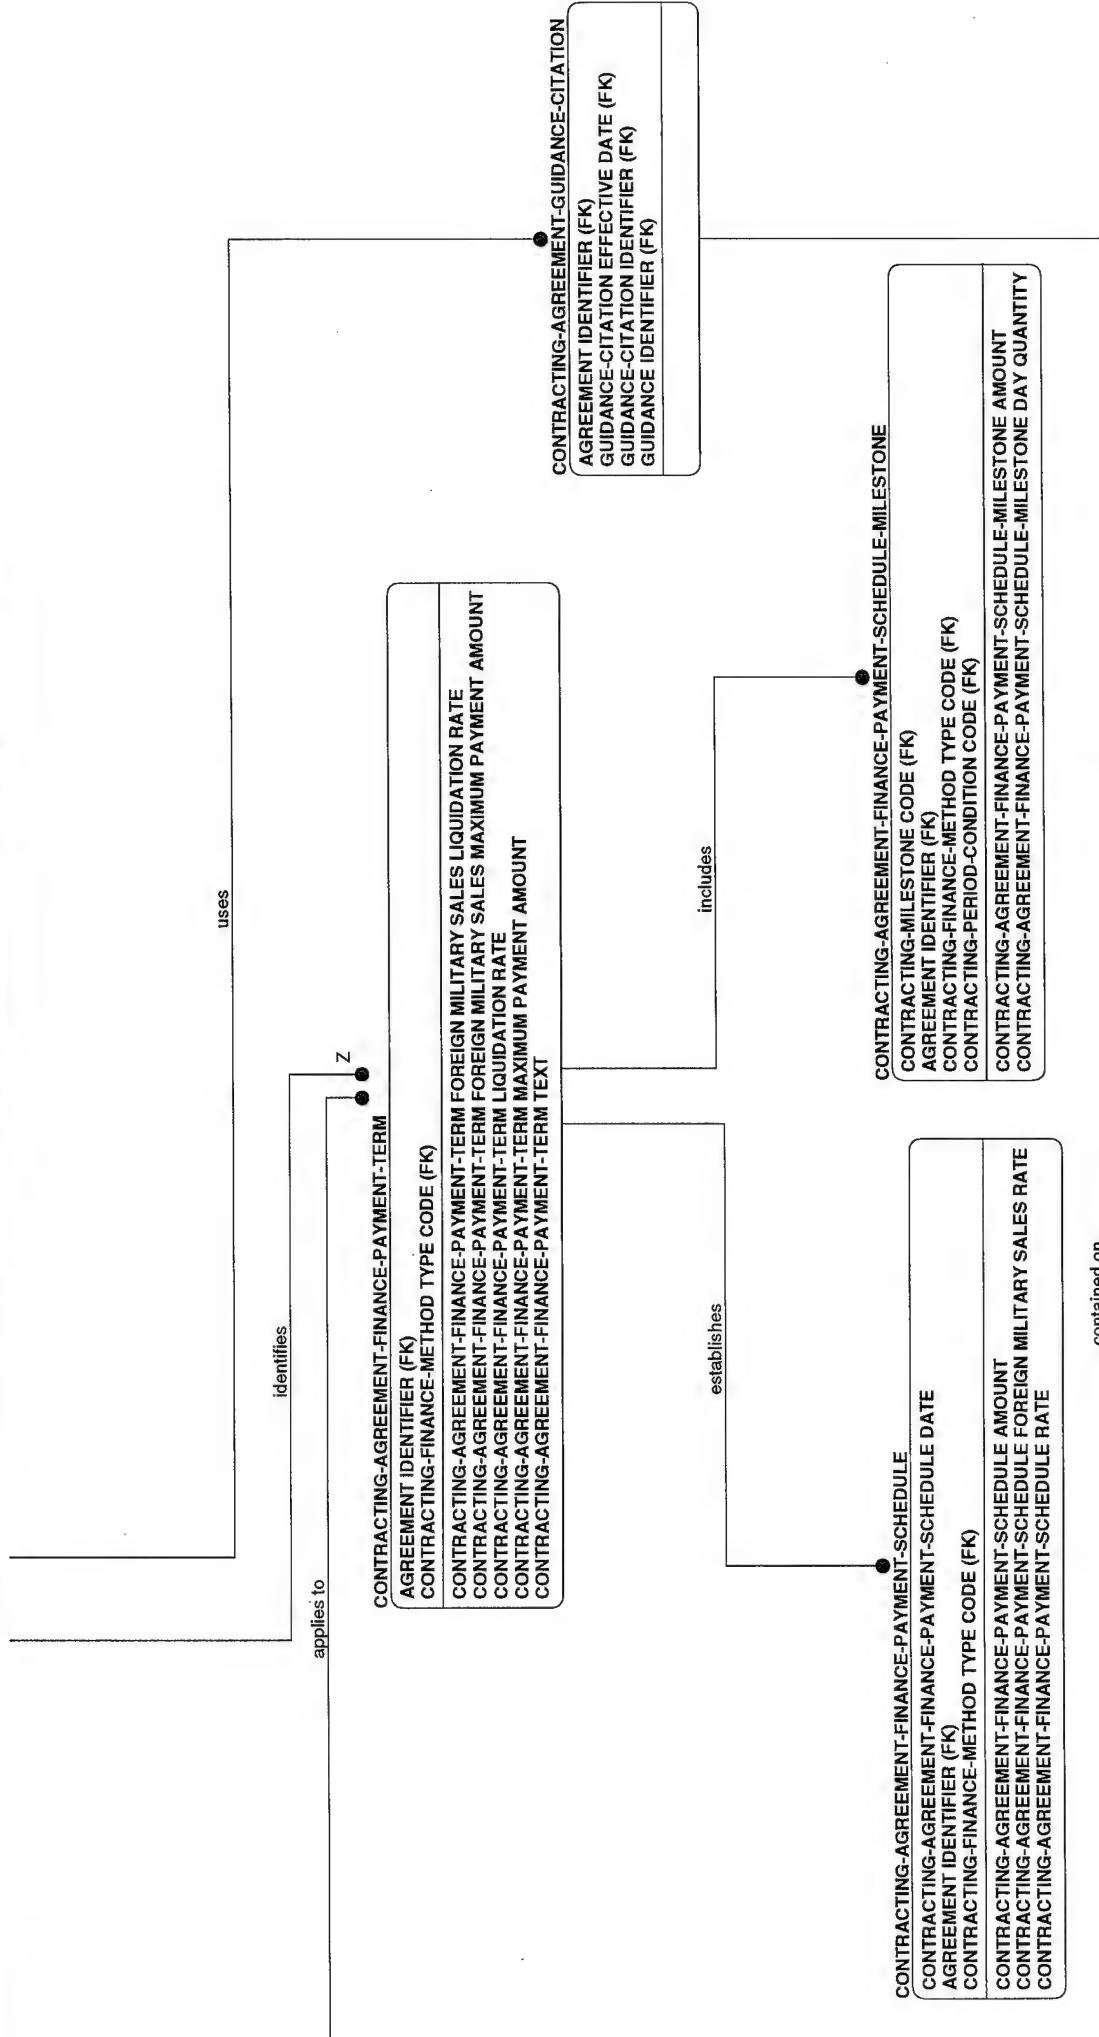 uses
identifies
Z
applies to
CONTRACTING-AGREEMENT-GUIDANCE-CITATION
AGREEMENT IDENTIFIER (FK)
GUIDANCE-CITATION EFFECTIVE DATE (FK)
GUIDANCE-CITATION IDENTIFIER (FK)
GUIDANCE IDENTIFIER (FK)
CONTRACTING-AGREEMENT-FINANCE-PAYMENT-TERM
AGREEMENT IDENTIFIER (FK)
CONTRACTING-FINANCE-METHOD TYPE CODE (FK)
CONTRACTING-AGREEMENT-FINANCE-PAYMENT-TERM FOREIGN MILITARY SALES LIQUIDATION RATE
CONTRACTING-AGREEMENT-FINANCE-PAYMENT-TERM FOREIGN MILITARY SALES MAXIMUM PAYMENT AMOUNT
CONTRACTING-AGREEMENT-FINANCE-PAYMENT-TERM LIQUIDATION RATE
CONTRACTING-AGREEMENT-FINANCE-PAYMENT-TERM MAXIMUM PAYMENT AMOUNT
CONTRACTING-AGREEMENT-FINANCE-PAYMENT-TERM TEXT
establishes
includes
CONTRACTING-AGREEMENT-FINANCE-PAYMENT-SCHEDULE
CONTRACTING-AGREEMENT-FINANCE-PAYMENT-SCHEDULE DATE
AGREEMENT IDENTIFIER (FK)
CONTRACTING-FINANCE-METHOD TYPE CODE (FK)
CONTRACTING-AGREEMENT-FINANCE-PAYMENT-SCHEDULE AMOUNT
CONTRACTING-AGREEMENT-FINANCE-PAYMENT-SCHEDULE FOREIGN MILITARY SALES RATE
CONTRACTING-AGREEMENT-FINANCE-PAYMENT-SCHEDULE RATE
CONTRACTING-AGREEMENT-FINANCE-PAYMENT-SCHEDULE-MILESTONE
CONTRACTING-MILESTONE CODE (FK)
AGREEMENT IDENTIFIER (FK)
CONTRACTING-FINANCE-METHOD TYPE CODE (FK)
CONTRACTING-PERIOD-CONDITION CODE (FK)
CONTRACTING-AGREEMENT-FINANCE-PAYMENT-SCHEDULE-MILESTONE AMOUNT
CONTRACTING-AGREEMENT-FINANCE-PAYMENT-SCHEDULE-MILESTONE DAY QUANTITY
contained on